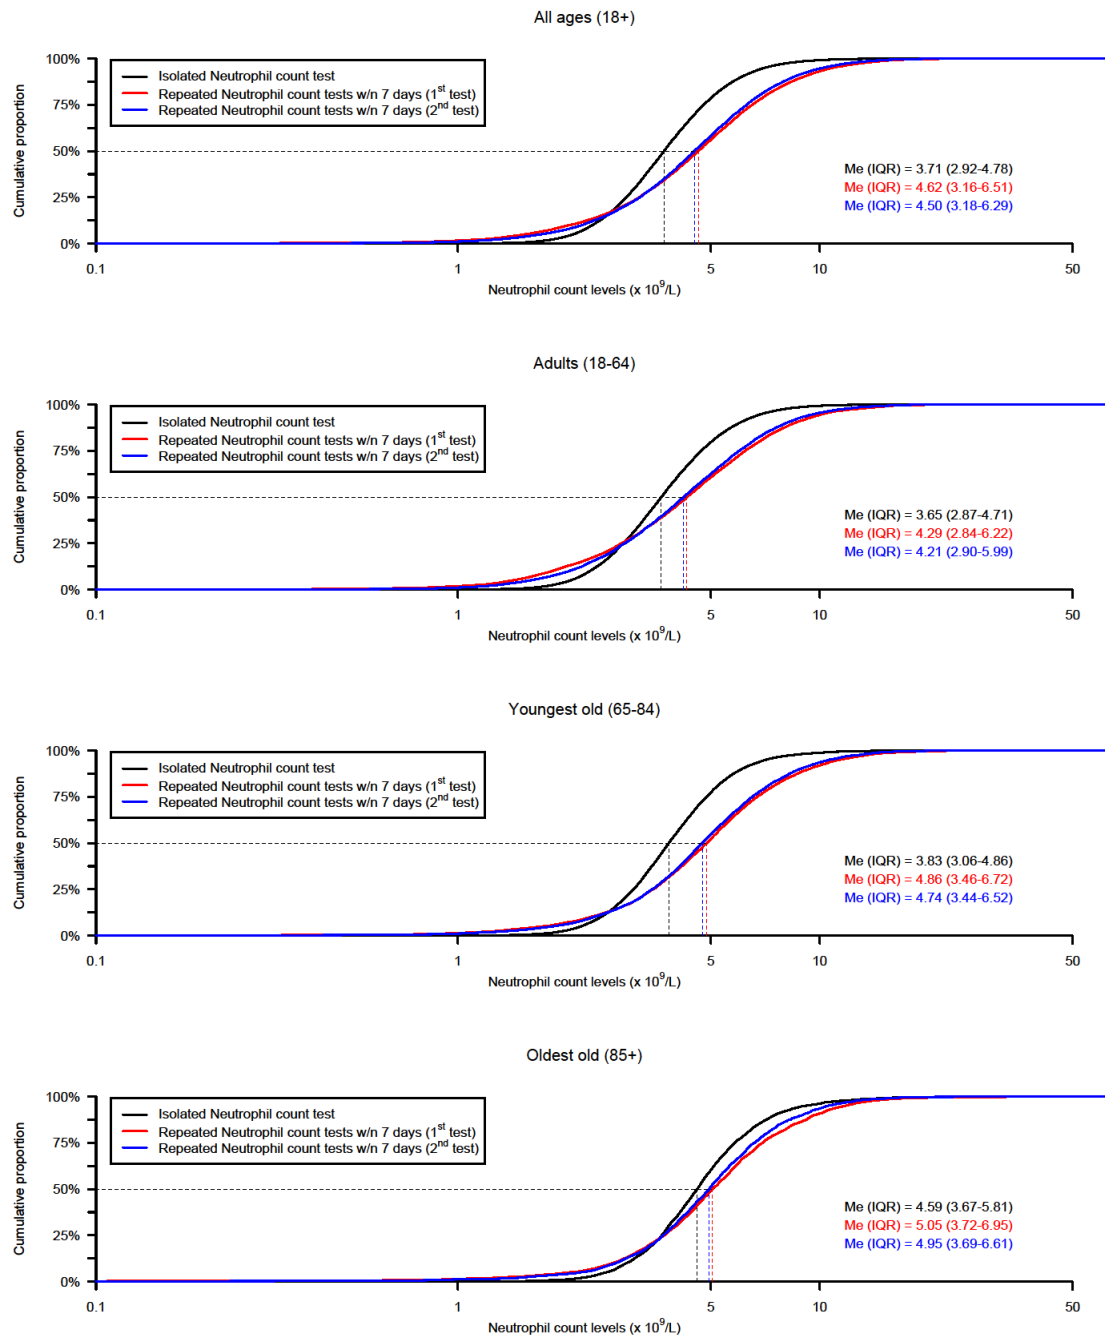 All ages (18+)
Cumulative proportion
100%
75%
50%
25%
0%
Isolated Neutrophil count test
Repeated Neutrophil count tests w/n 7 days (1st test)
Repeated Neutrophil count tests w/n 7 days (2nd test)
Me (IQR) = 3.71 (2.92-4.78)
Me (IQR) = 4.62 (3.16-6.51)
Me (IQR) = 4.50 (3.18-6.29)
0.1 1 5 10 50
Neutrophil count levels (x 10^9/L)
Adults (18-64)
Cumulative proportion
100%
75%
50%
25%
0%
Isolated Neutrophil count test
Repeated Neutrophil count tests w/n 7 days (1st test)
Repeated Neutrophil count tests w/n 7 days (2nd test)
Me (IQR) = 3.65 (2.87-4.71)
Me (IQR) = 4.29 (2.84-6.22)
Me (IQR) = 4.21 (2.90-5.99)
0.1 1 5 10 50
Neutrophil count levels (x 10^9/L)
Youngest old (65-84)
Cumulative proportion
100%
75%
50%
25%
0%
Isolated Neutrophil count test
Repeated Neutrophil count tests w/n 7 days (1st test)
Repeated Neutrophil count tests w/n 7 days (2nd test)
Me (IQR) = 3.83 (3.06-4.86)
Me (IQR) = 4.86 (3.46-6.72)
Me (IQR) = 4.74 (3.44-6.52)
0.1 1 5 10 50
Neutrophil count levels (x 10^9/L)
Oldest old (85+)
Cumulative proportion
100%
75%
50%
25%
0%
Isolated Neutrophil count test
Repeated Neutrophil count tests w/n 7 days (1st test)
Repeated Neutrophil count tests w/n 7 days (2nd test)
Me (IQR) = 4.59 (3.67-5.81)
Me (IQR) = 5.05 (3.72-6.95)
Me (IQR) = 4.95 (3.69-6.61)
0.1 1 5 10 50
Neutrophil count levels (x 10^9/L)